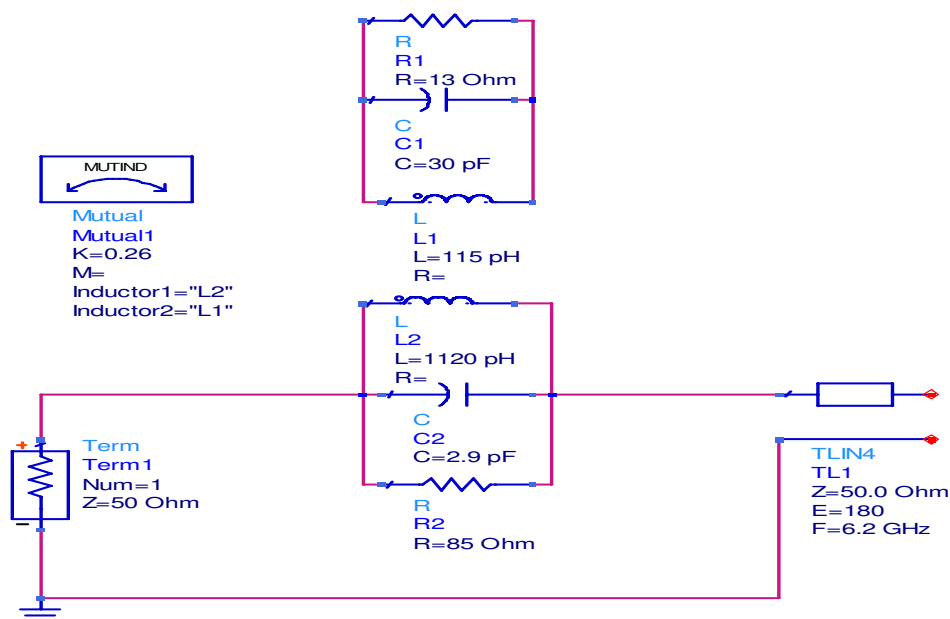 R
R1
R=13 Ohm
C
C1
C=30 pF
MUTIND
Mutual
Mutual1
K=0.26
M=
Inductor1="L2"
Inductor2="L1"
L
L1
L=115 pH
R=
L
L2
L=1120 pH
R=
C
C2
C=2.9 pF
R
R2
R=85 Ohm
+
Term
Term1
Num=1
Z=50 Ohm
−
TLIN4
TL1
Z=50.0 Ohm
E=180
F=6.2 GHz